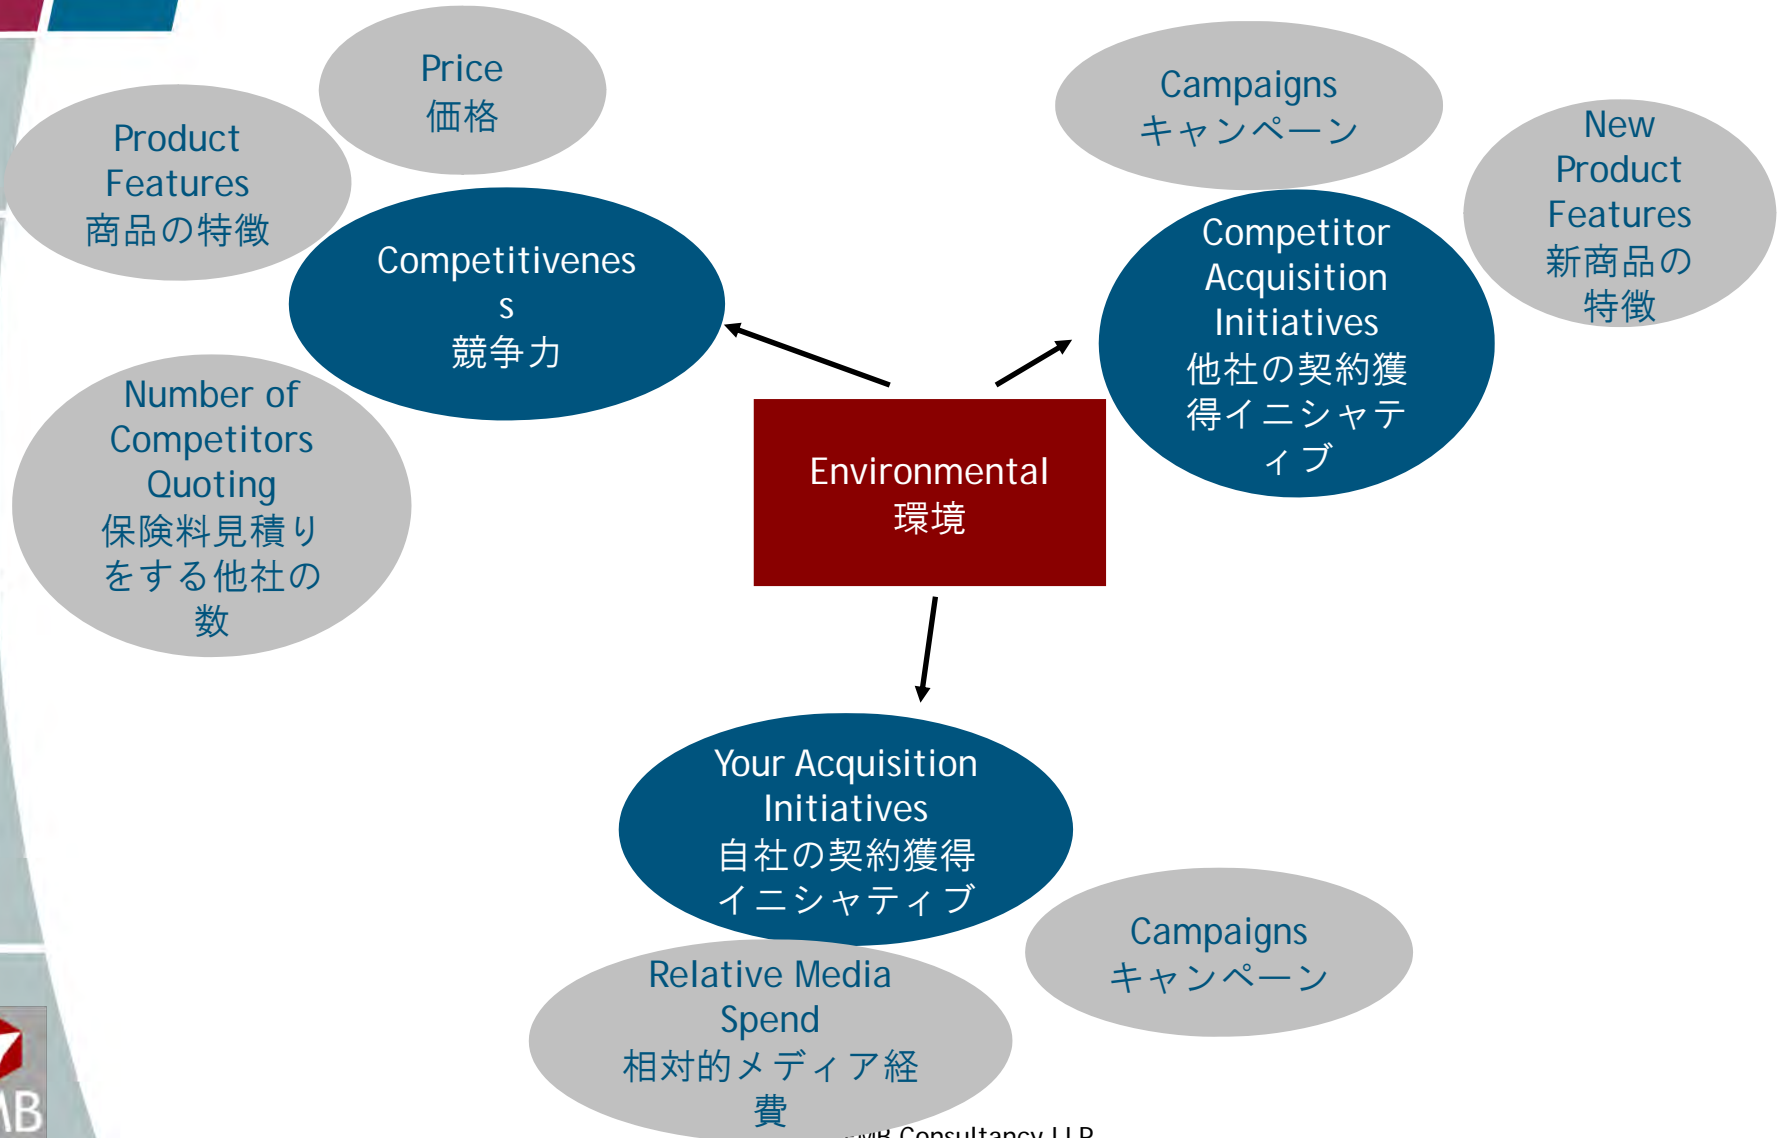 Price
価格
Product
Features
商品の特徴
Competitivenes
s
競争力
Number of
Competitors
Quoting
保険料見積り
をする他社の
数
Campaigns
キャンペーン
New
Product
Features
新商品の
特徴
Competitor
Acquisition
Initiatives
他社の契約獲
得イニシャテ
ィブ
Environmental
環境
Your Acquisition
Initiatives
自社の契約獲得
イニシャティブ
Relative Media
Spend
相対的メディア経
費
Campaigns
キャンペーン
MB
Consultancy LLP